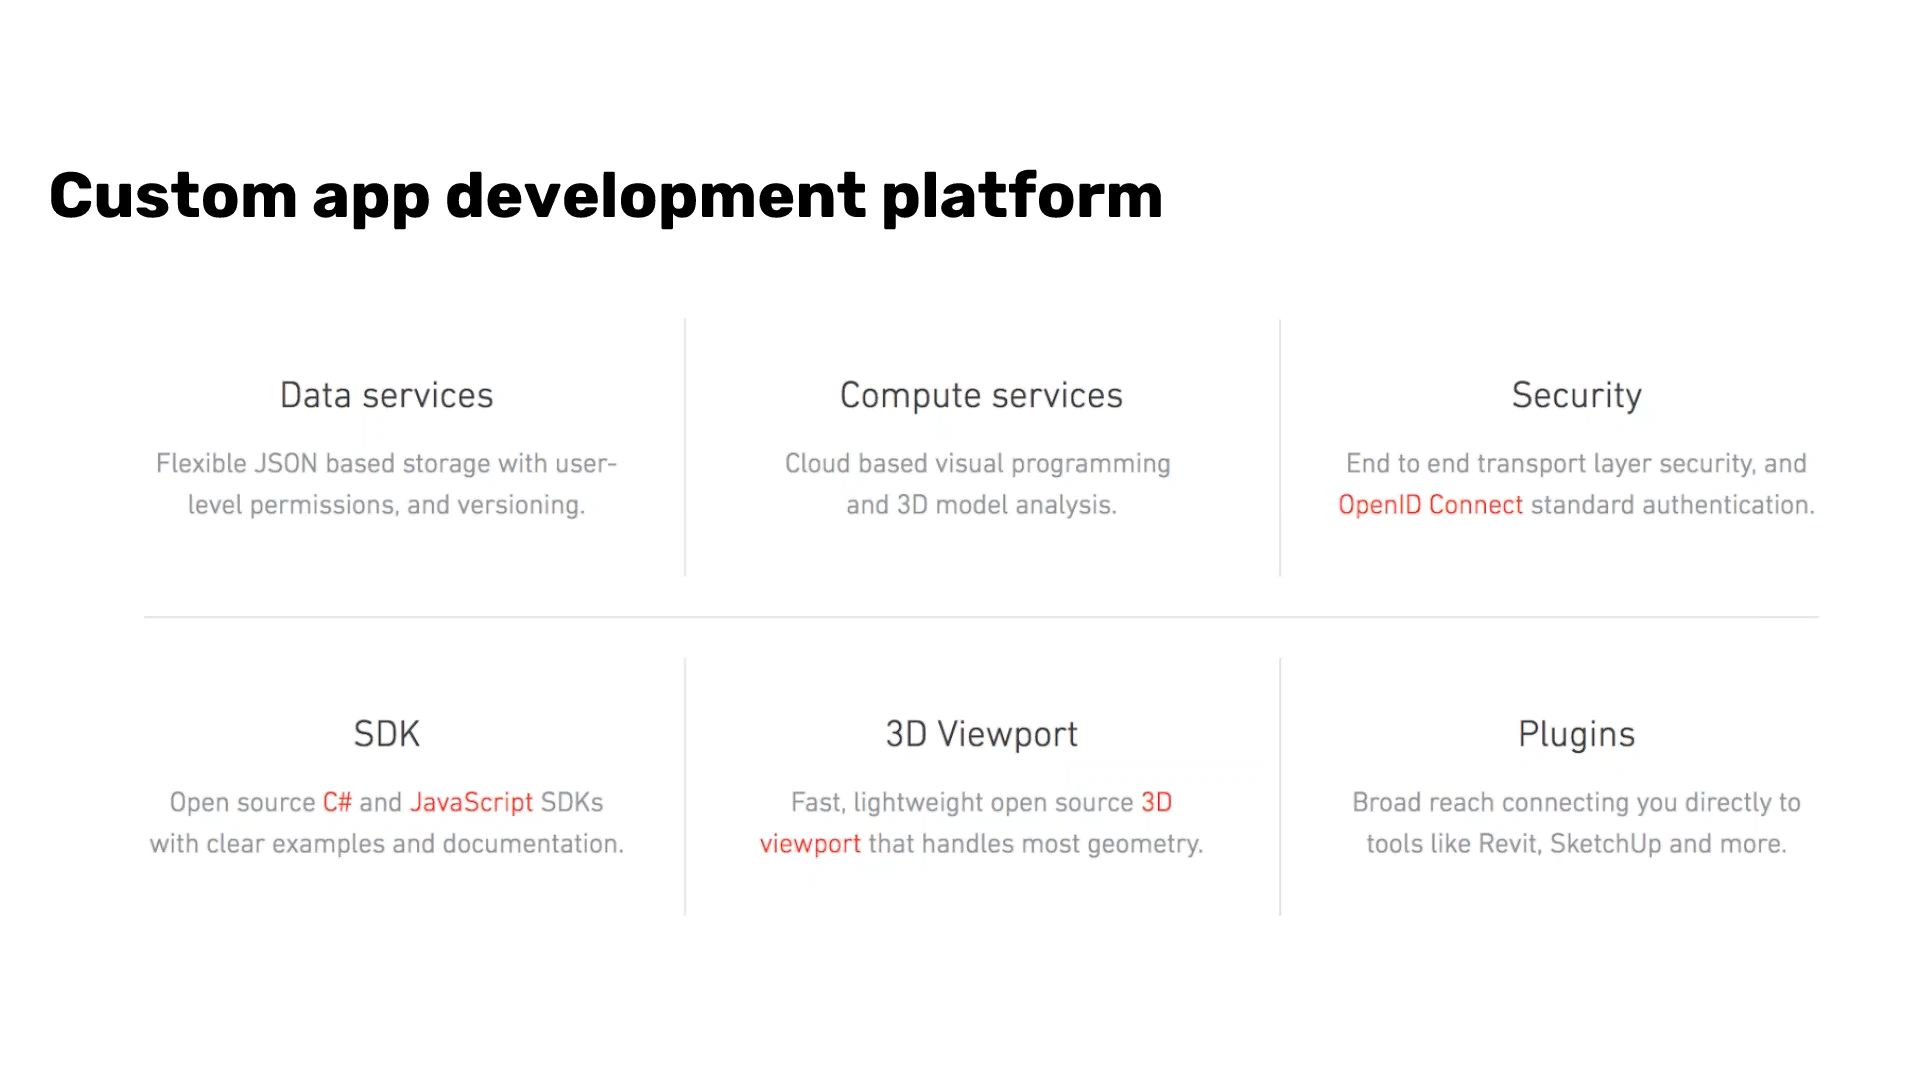 Custom app development platform
Data services
Flexible JSON based storage with user-
level permissions, and versioning.
Compute services
Cloud based visual programming
and 3D model analysis.
Security
End to end transport layer security, and
OpenID Connect standard authentication.
SDK
Open source C# and JavaScript SDKs
with clear examples and documentation.
3D Viewport
Fast, lightweight open source 3D
viewport that handles most geometry.
Plugins
Broad reach connecting you directly to
tools like Revit, SketchUp and more.